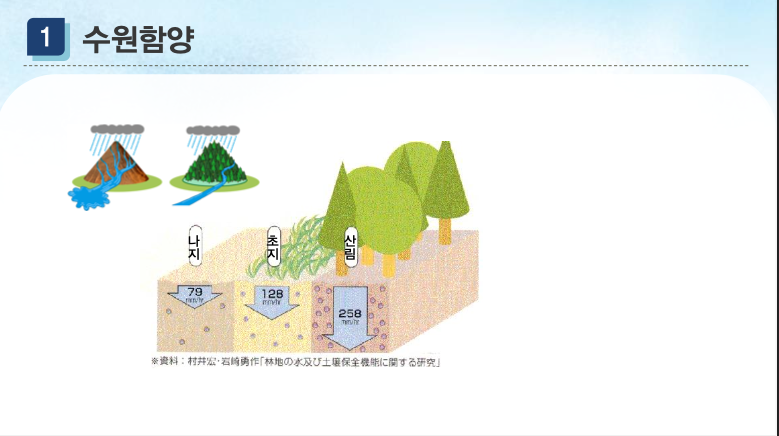 1 수원함양
나지 초지 산림
79 mm/hr
128 mm/hr
258 mm/hr
※資料：村井宏·岩崎勇作「林地の水及び土壌保全機能に関する研究」